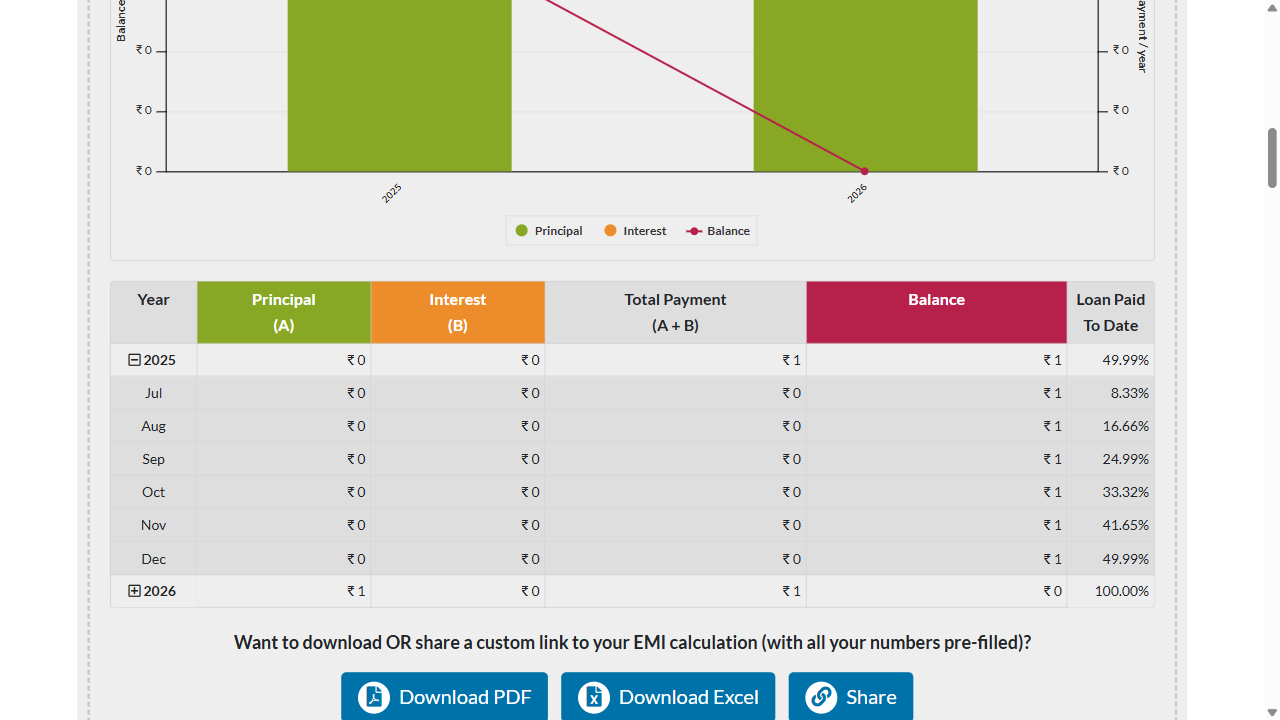 Balance
ayment / year
₹ 0
₹ 0
₹ 0
₹ 0
₹ 0
₹ 0
2025
2026
Principal Interest Balance
Year Principal Interest Total Payment Balance Loan Paid
(A) (B) (A + B) To Date
2025 ₹ 0 ₹ 0 ₹ 1 ₹ 1 49.99%
Jul ₹ 0 ₹ 0 ₹ 0 ₹ 1 8.33%
Aug ₹ 0 ₹ 0 ₹ 0 ₹ 1 16.66%
Sep ₹ 0 ₹ 0 ₹ 0 ₹ 1 24.99%
Oct ₹ 0 ₹ 0 ₹ 0 ₹ 1 33.32%
Nov ₹ 0 ₹ 0 ₹ 0 ₹ 1 41.65%
Dec ₹ 0 ₹ 0 ₹ 0 ₹ 1 49.99%
2026 ₹ 1 ₹ 0 ₹ 1 ₹ 0 100.00%
Want to download OR share a custom link to your EMI calculation (with all your numbers pre-filled)?
Download PDF Download Excel Share